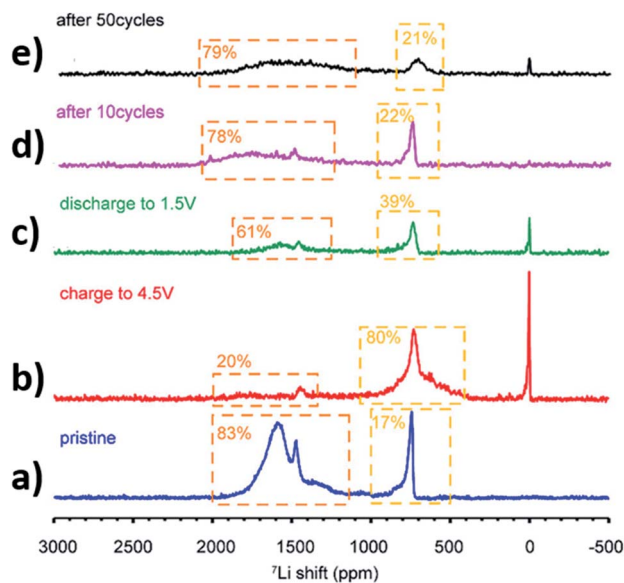 after 50cycles
e)
79%
21%
after 10cycles
d)
78%
22%
discharge to 1.5V
c)
61%
39%
charge to 4.5V
b)
20%
80%
pristine
a)
83%
17%
3000 2500 2000 1500 1000 500 0 -500
⁷Li shift (ppm)